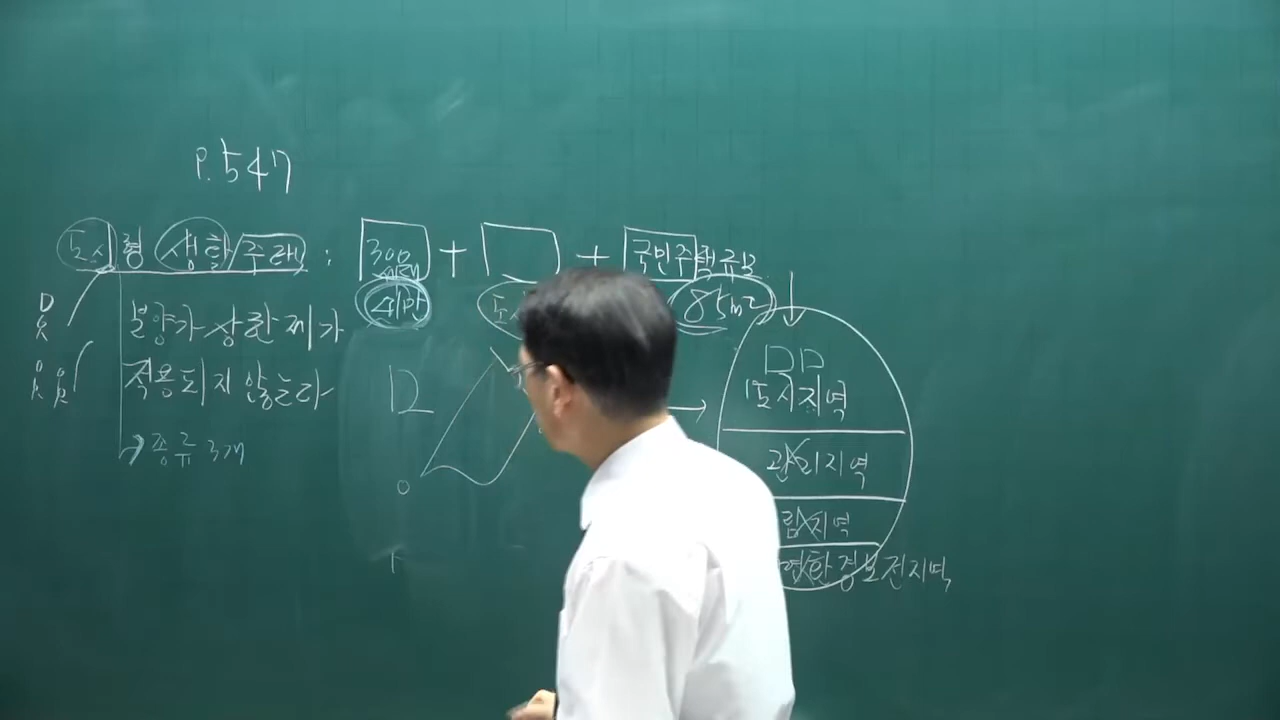 P.547
도시형 생활주택 : 300세대 + + 국민주택규모
미만 도시 85m²
분양가상한제가
적용되지 않는다
→ 종류 3개
도시지역
관리지역
림지역
연환경보전지역